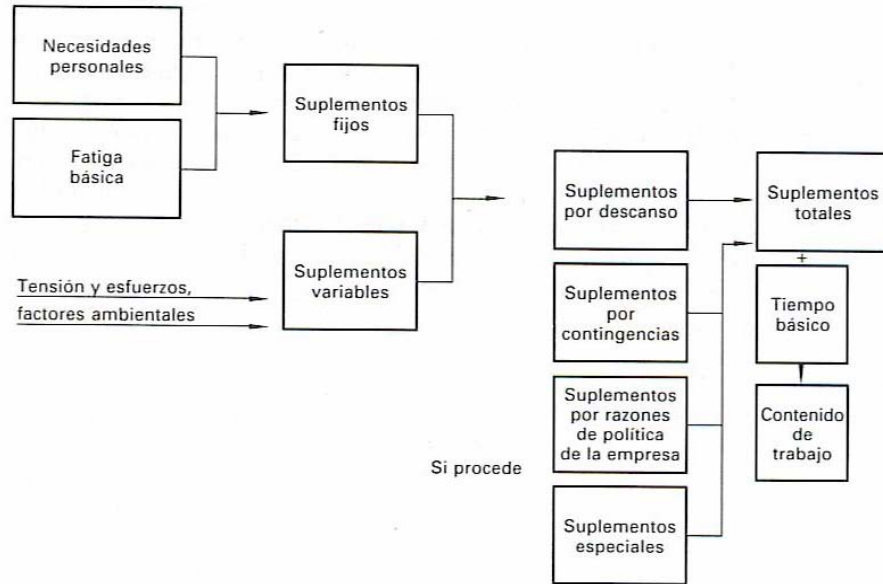 Necesidades
personales
Fatiga
básica
Tensión y esfuerzos,
factores ambientales
Suplementos
fijos
Suplementos
variables
Si procede
Suplementos
por descanso
Suplementos
por
contingencias
Suplementos
por razones
de política
de la empresa
Suplementos
especiales
Suplementos
totales
+
Tiempo
básico
Contenido
de
trabajo